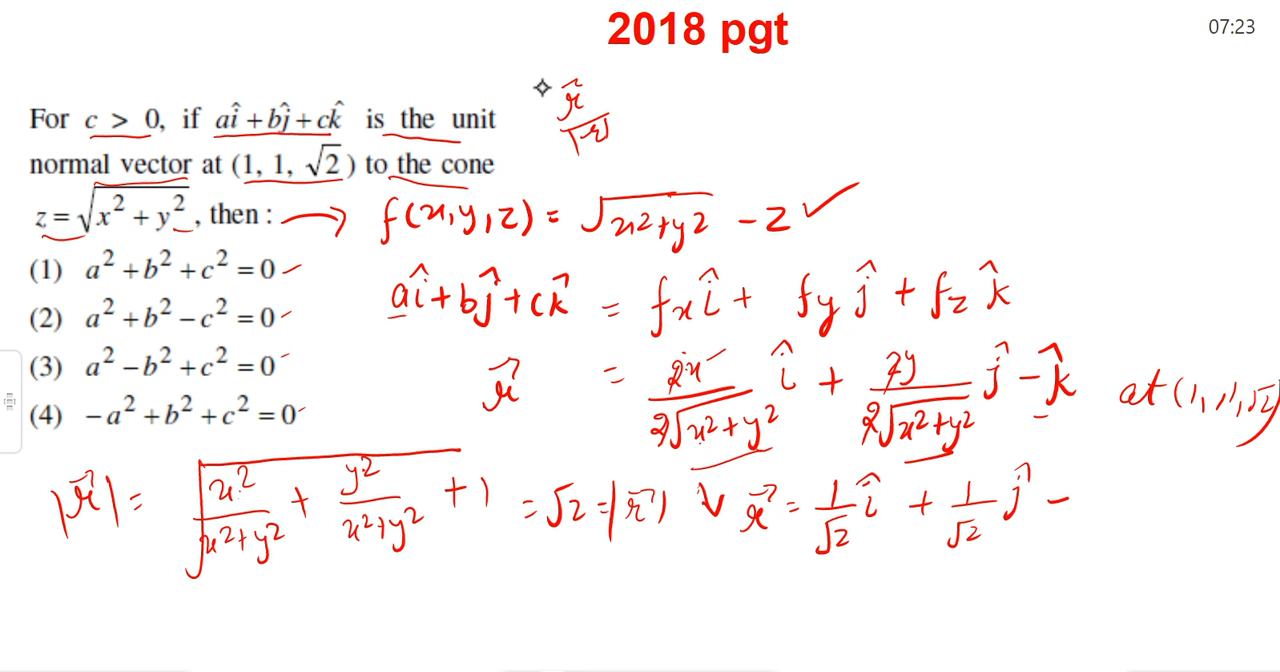 2018 pgt
07:23
For c > 0, if aî + bĵ + ck̂ is the unit
normal vector at (1, 1, √2) to the cone
z = √(x² + y²), then :
(1) a² + b² + c² = 0
(2) a² + b² − c² = 0
(3) a² − b² + c² = 0
(4) −a² + b² + c² = 0
r⃗/|r⃗|
→ f(x,y,z) = √(x²+y²) − z ✓
aî + bĵ + ck̂ = fx î + fy ĵ + fz k̂
r⃗ = 2x/2√(x²+y²) î + 2y/2√(x²+y²) ĵ − k̂ at (1,1,√2)
|r⃗| = √(x²/(x²+y²) + y²/(x²+y²) + 1) = √2 = |r⃗| r⃗ = 1/√2 î + 1/√2 ĵ −